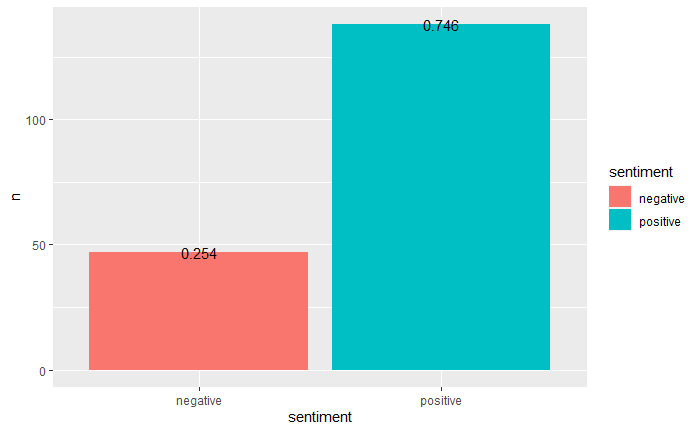 0.746
100
sentiment
n
negative
positive
50
0.254
0
negative positive
sentiment